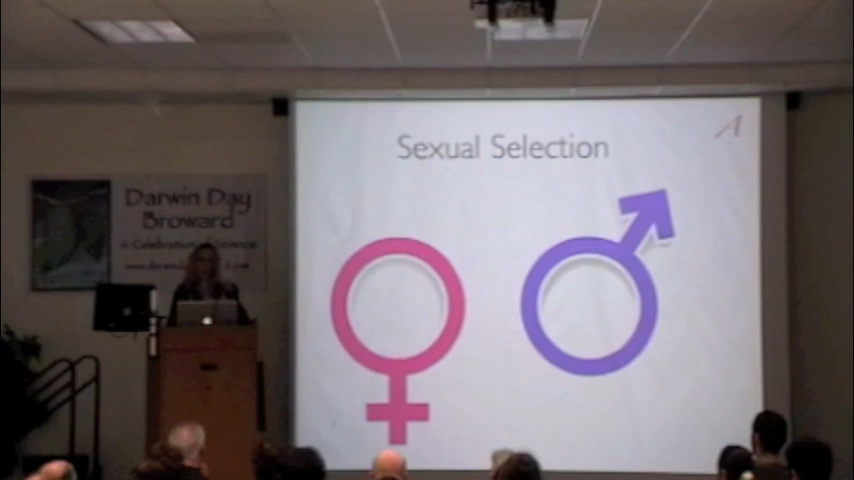 Sexual Selection
A
Darwin Day
Broward
A Celebration of Science